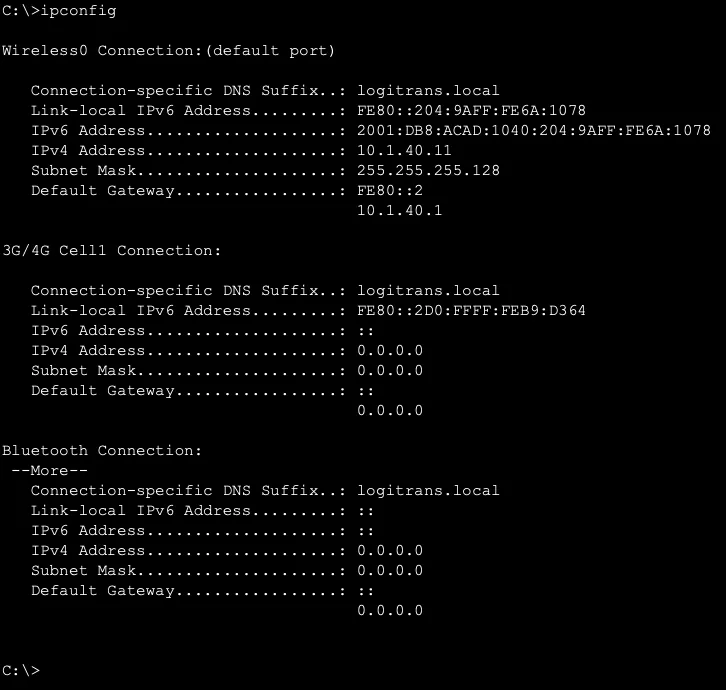 C:\>ipconfig
Wireless0 Connection:(default port)
Connection-specific DNS Suffix..: logitrans.local
Link-local IPv6 Address.........: FE80::204:9AFF:FE6A:1078
IPv6 Address....................: 2001:DB8:ACAD:1040:204:9AFF:FE6A:1078
IPv4 Address....................: 10.1.40.11
Subnet Mask.....................: 255.255.255.128
Default Gateway.................: FE80::2
10.1.40.1
3G/4G Cell1 Connection:
Connection-specific DNS Suffix..: logitrans.local
Link-local IPv6 Address.........: FE80::2D0:FFFF:FEB9:D364
IPv6 Address....................: ::
IPv4 Address....................: 0.0.0.0
Subnet Mask.....................: 0.0.0.0
Default Gateway.................: ::
0.0.0.0
Bluetooth Connection:
--More--
Connection-specific DNS Suffix..: logitrans.local
Link-local IPv6 Address.........: ::
IPv6 Address....................: ::
IPv4 Address....................: 0.0.0.0
Subnet Mask.....................: 0.0.0.0
Default Gateway.................: ::
0.0.0.0
C:\>